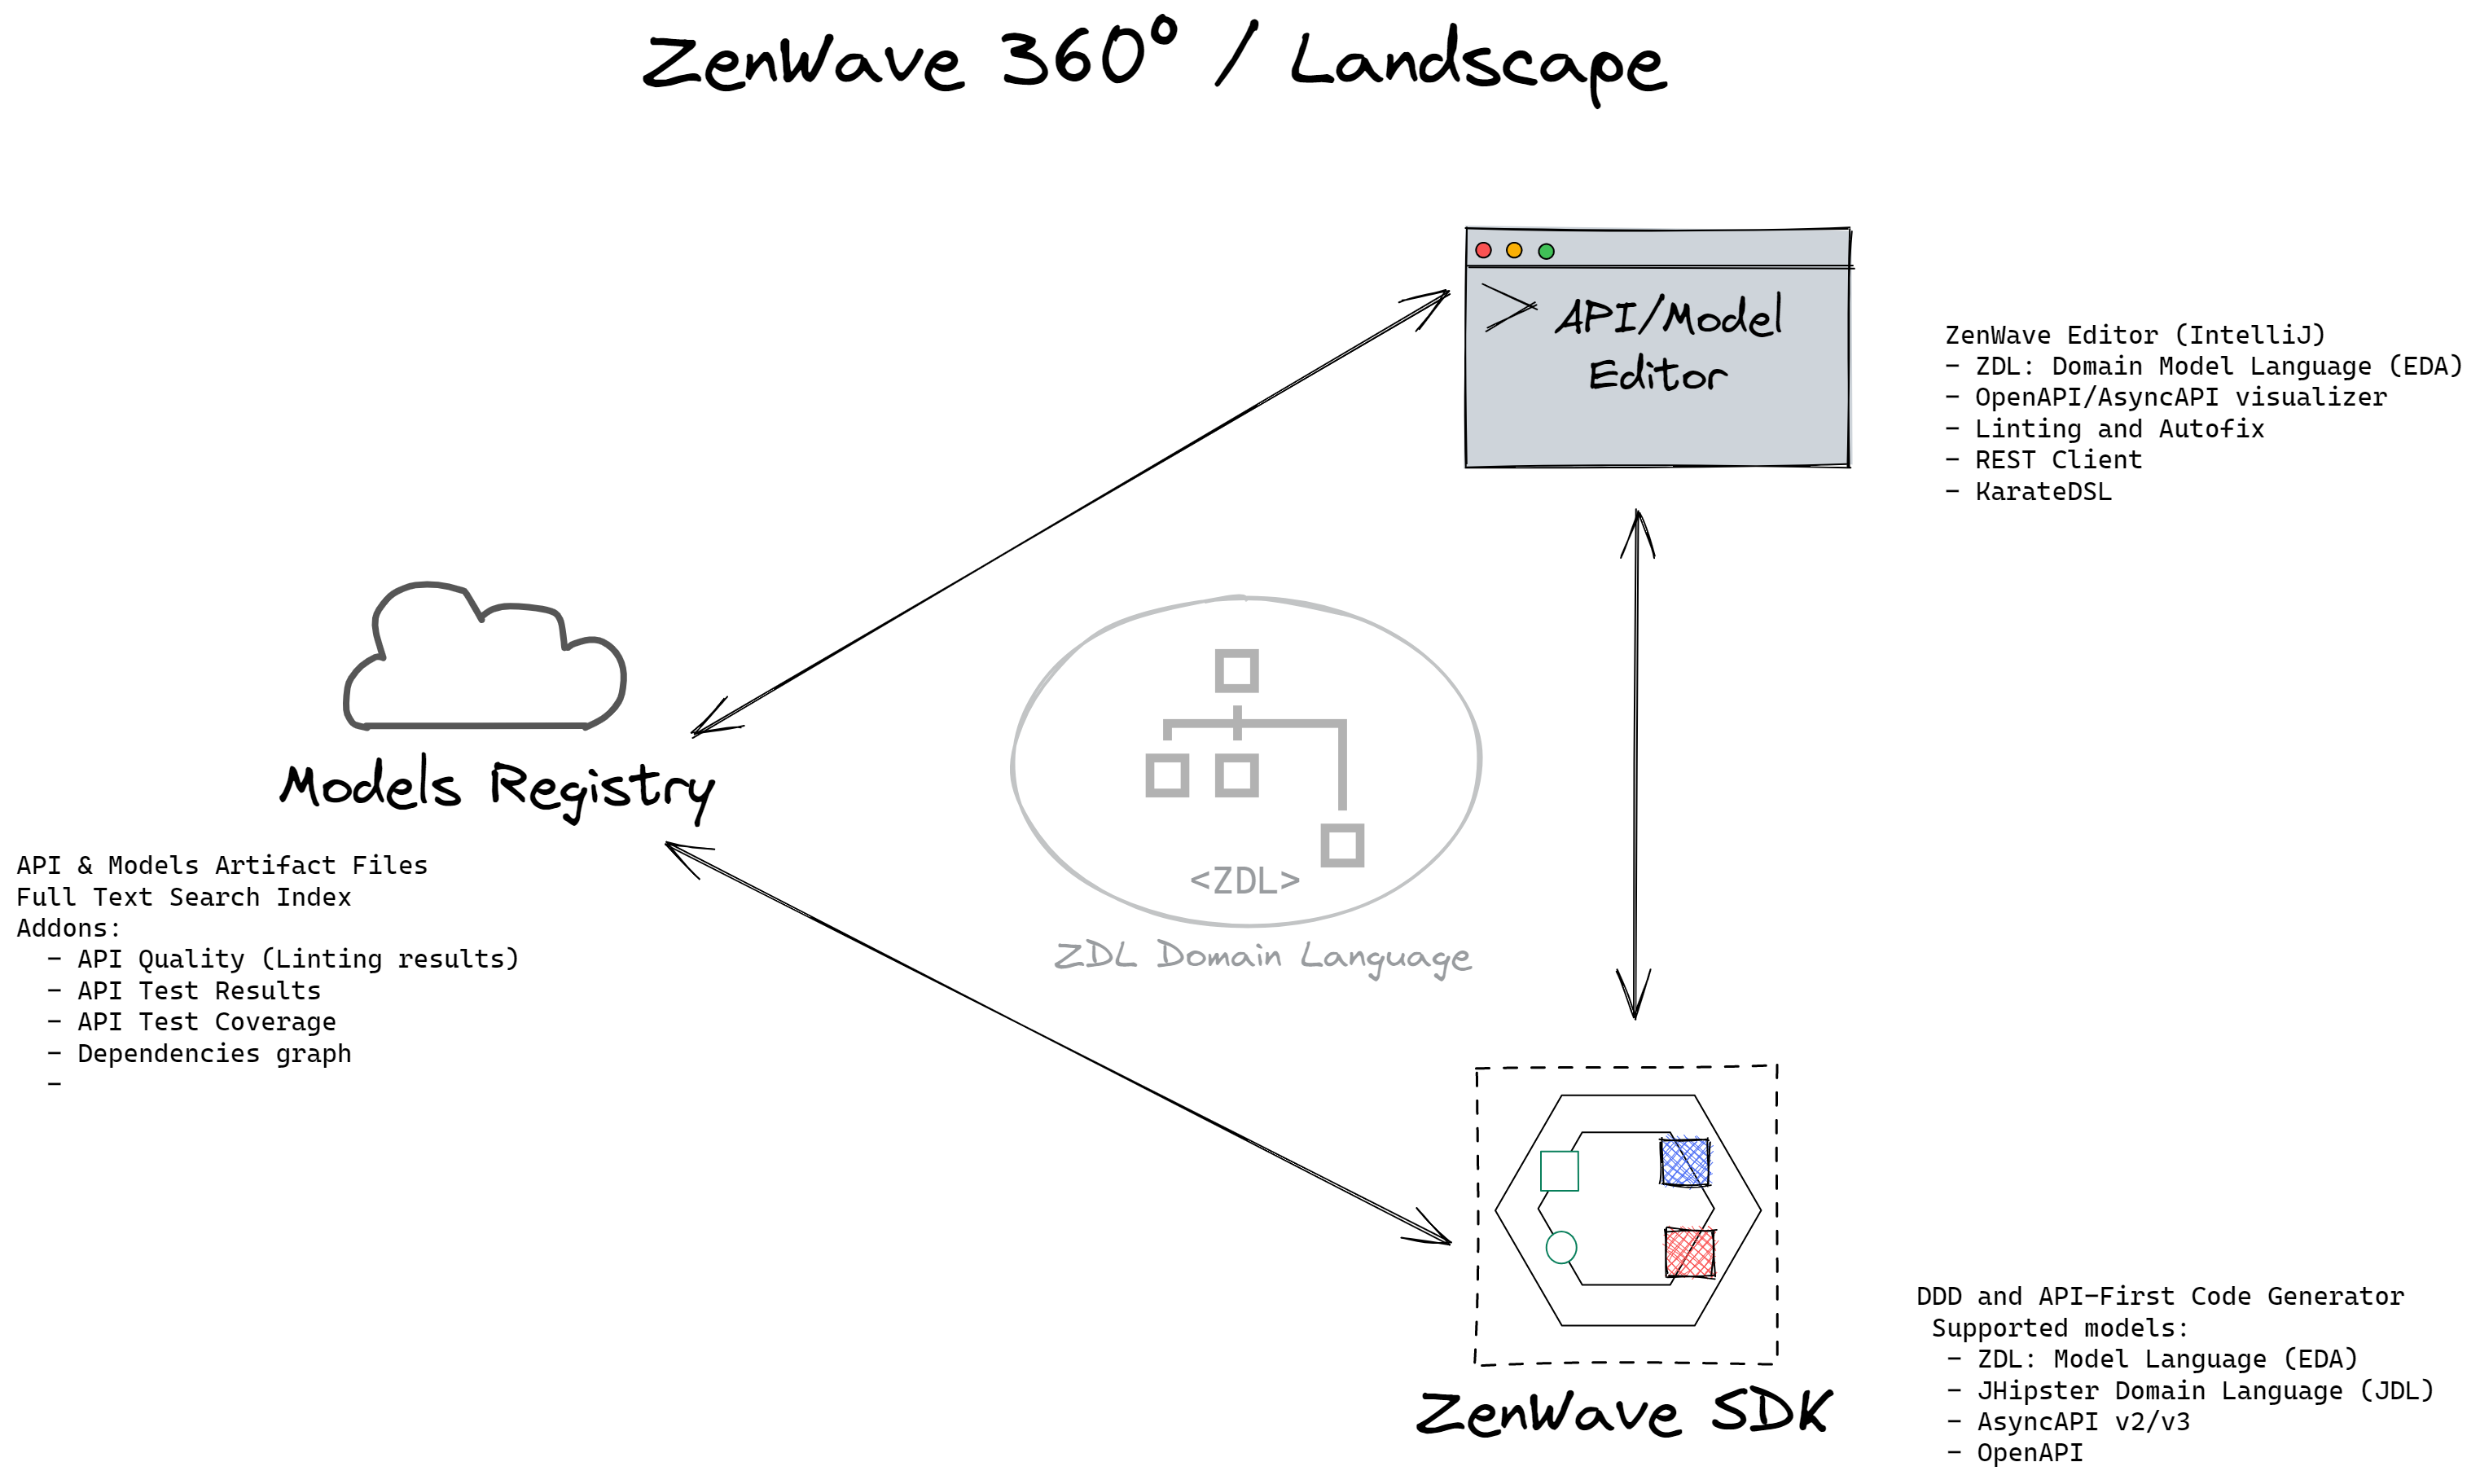 ZenWave 360° / Landscape
> API/Model
Editor
ZenWave Editor (IntelliJ)
- ZDL: Domain Model Language (EDA)
- OpenAPI/AsyncAPI visualizer
- Linting and Autofix
- REST Client
- KarateDSL
Models Registry
API & Models Artifact Files
Full Text Search Index
Addons:
- API Quality (Linting results)
- API Test Results
- API Test Coverage
- Dependencies graph
-
<ZDL>
ZDL Domain Language
ZenWave SDK
DDD and API-First Code Generator
Supported models:
- ZDL: Model Language (EDA)
- JHipster Domain Language (JDL)
- AsyncAPI v2/v3
- OpenAPI